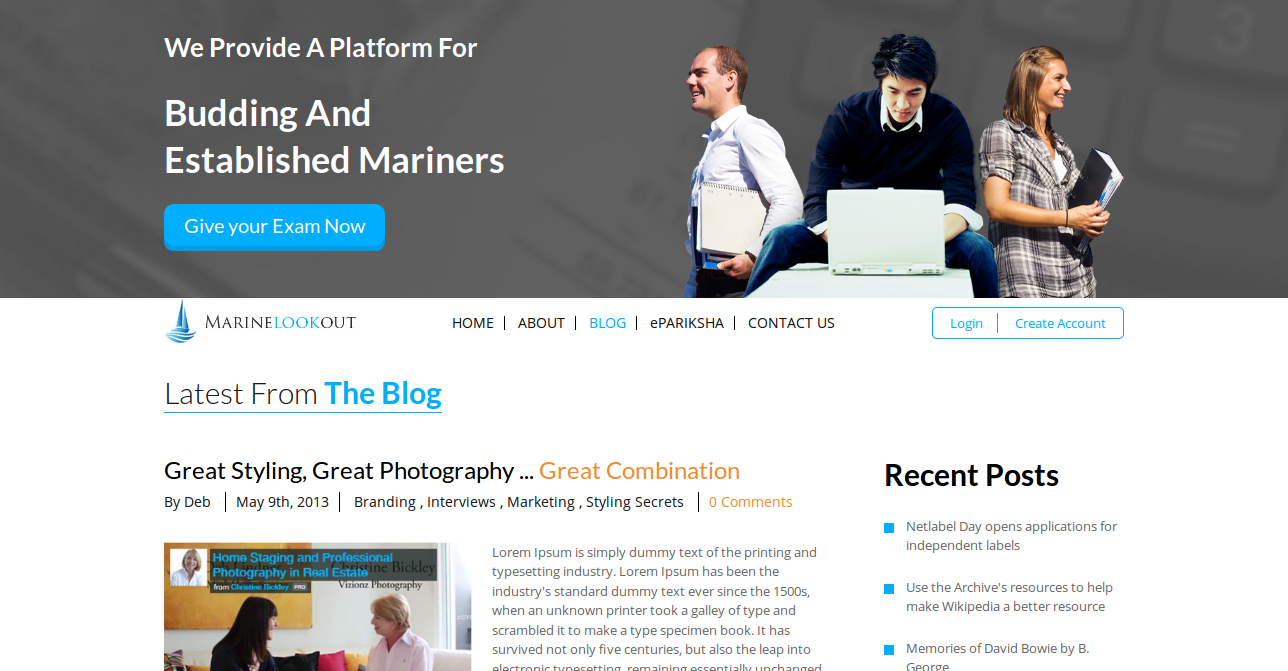 We Provide A Platform For
Budding And
Established Mariners
Give your Exam Now
MARINELOOKOUT
HOME
ABOUT
BLOG
ePARIKSHA
CONTACT US
Login
Create Account
Latest From The Blog
Great Styling, Great Photography ... Great Combination
By Deb
May 9th, 2013
Branding , Interviews , Marketing , Styling Secrets
0 Comments
Home Staging and Professional
Photography in Real Estate
from Christine Bickley PRO
Christine Bickley
Vizionz Photography
Lorem Ipsum is simply dummy text of the printing and
typesetting industry. Lorem Ipsum has been the
industry's standard dummy text ever since the 1500s,
when an unknown printer took a galley of type and
scrambled it to make a type specimen book. It has
survived not only five centuries, but also the leap into
electronic typesetting, remaining essentially unchanged
Recent Posts
Netlabel Day opens applications for
independent labels
Use the Archive's resources to help
make Wikipedia a better resource
Memories of David Bowie by B.
George